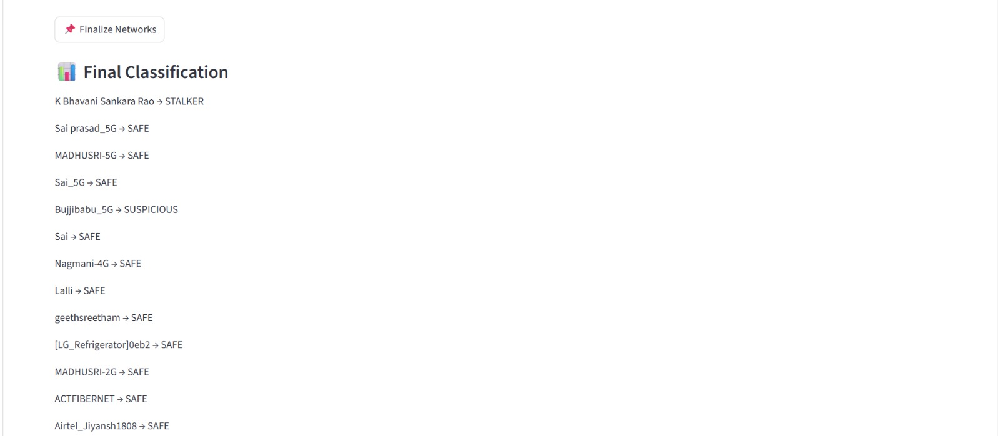 📌 Finalize Networks
📊 Final Classification
K Bhavani Sankara Rao → STALKER
Sai prasad_5G → SAFE
MADHUSRI-5G → SAFE
Sai_5G → SAFE
Bujjibabu_5G → SUSPICIOUS
Sai → SAFE
Nagmani-4G → SAFE
Lalli → SAFE
geethsreetham → SAFE
[LG_Refrigerator]0eb2 → SAFE
MADHUSRI-2G → SAFE
ACTFIBERNET → SAFE
Airtel_Jiyansh1808 → SAFE